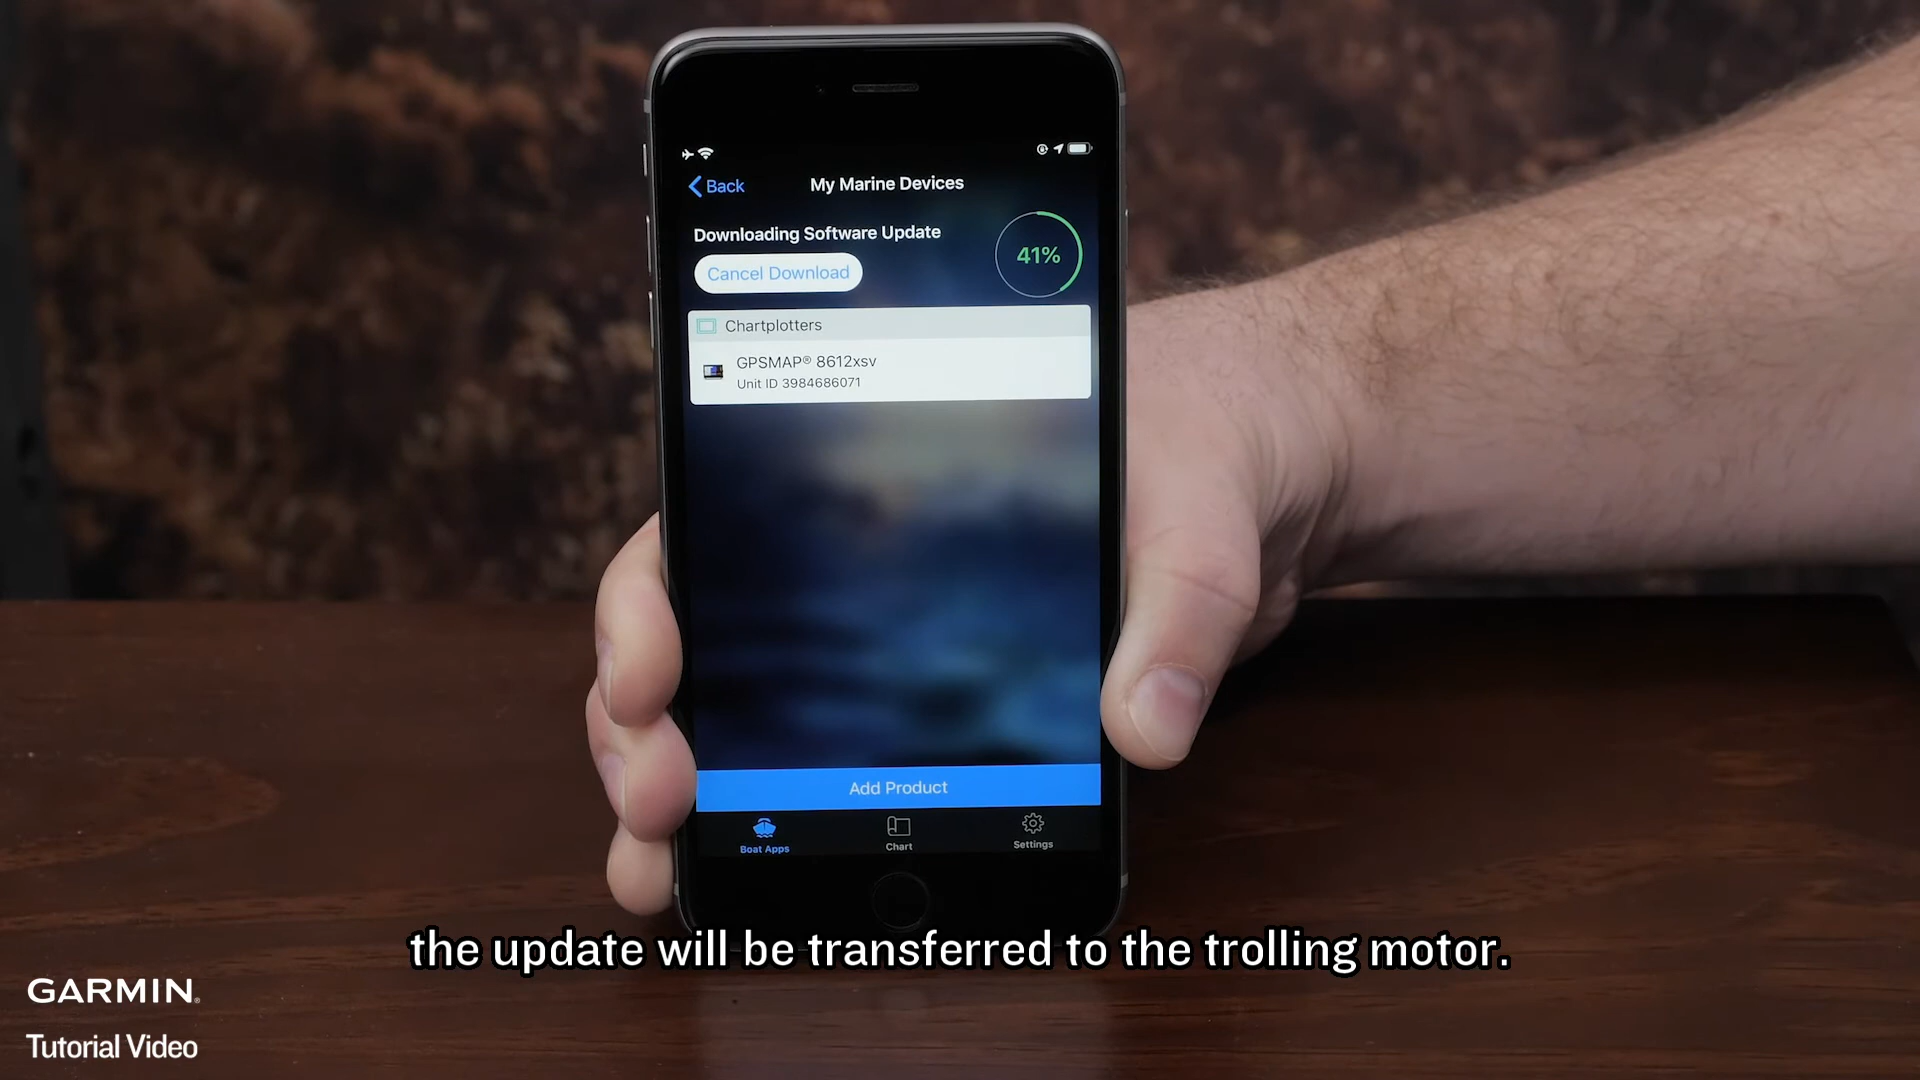 Back
My Marine Devices
Downloading Software Update
Cancel Download
41%
Chartplotters
GPSMAP® 8612xsv
Unit ID 3984686071
Add Product
Boat Apps
Chart
Settings
the update will be transferred to the trolling motor.
GARMIN®
Tutorial Video